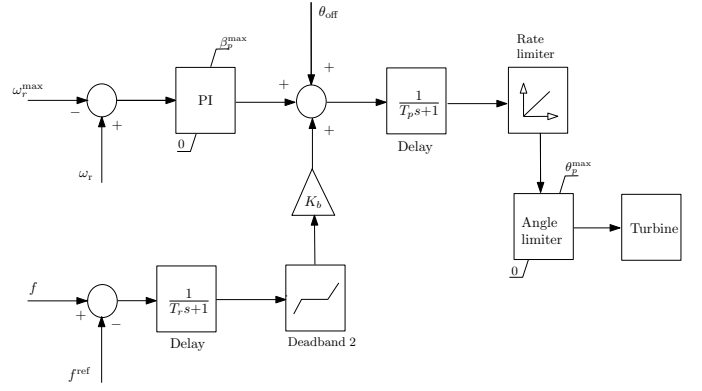 θ_off
Rate
limiter
β_p^max
ω_r^max
−
+
PI
+
+
+
1
T_p s+1
Delay
0
ω_r
θ_p^max
K_b
Angle
limiter
Turbine
0
f
+
−
1
T_r s+1
Delay
Deadband 2
f^ref